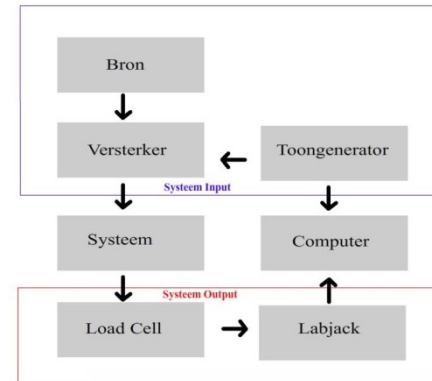 Bron
Versterker
Toongenerator
Systeem Input
Systeem
Computer
Systeem Output
Load Cell
Labjack